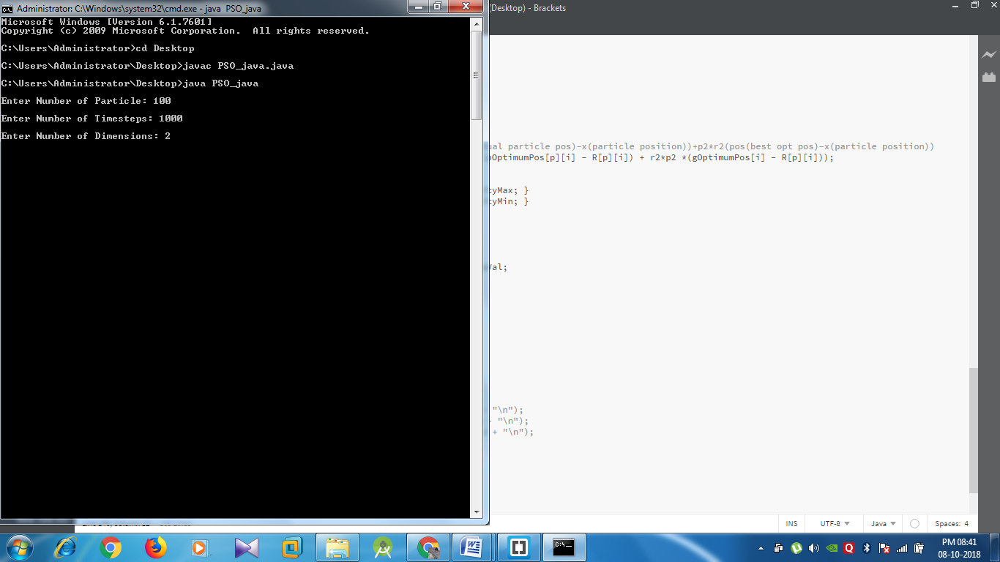 Administrator: C:\Windows\system32\cmd.exe - java PSO_java
(Desktop) - Brackets
Microsoft Windows [Version 6.1.7601]
Copyright (c) 2009 Microsoft Corporation. All rights reserved.
C:\Users\Administrator>cd Desktop
C:\Users\Administrator\Desktop>javac PSO_java.java
C:\Users\Administrator\Desktop>java PSO_java
Enter Number of Particle: 100
Enter Number of Timesteps: 1000
Enter Number of Dimensions: 2
ual particle pos)-x(particle position))+p2*r2(pos(best opt pos)-x(particle position))
OptimumPos[p][i] - R[p][i]) + r2*p2 *(gOptimumPos[i] - R[p][i]));
tyMax; }
tyMin; }
Val;
"\n");
+ "\n");
+ "\n");
INS
UTF-8
Java
Spaces: 4
PM 08:41
08-10-2018